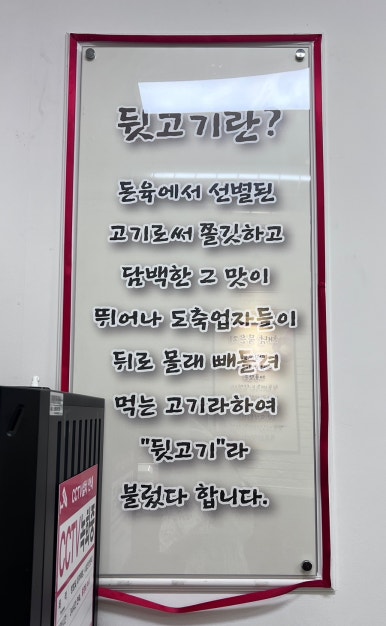 뒷고기란?
돈육에서 선별된
고기로써 쫄깃하고
담백한 그 맛이
뛰어나 도축업자들이
뒤로 몰래 빼돌려
먹는 고기라하여
"뒷고기"라
불렀다 합니다.
CCTV